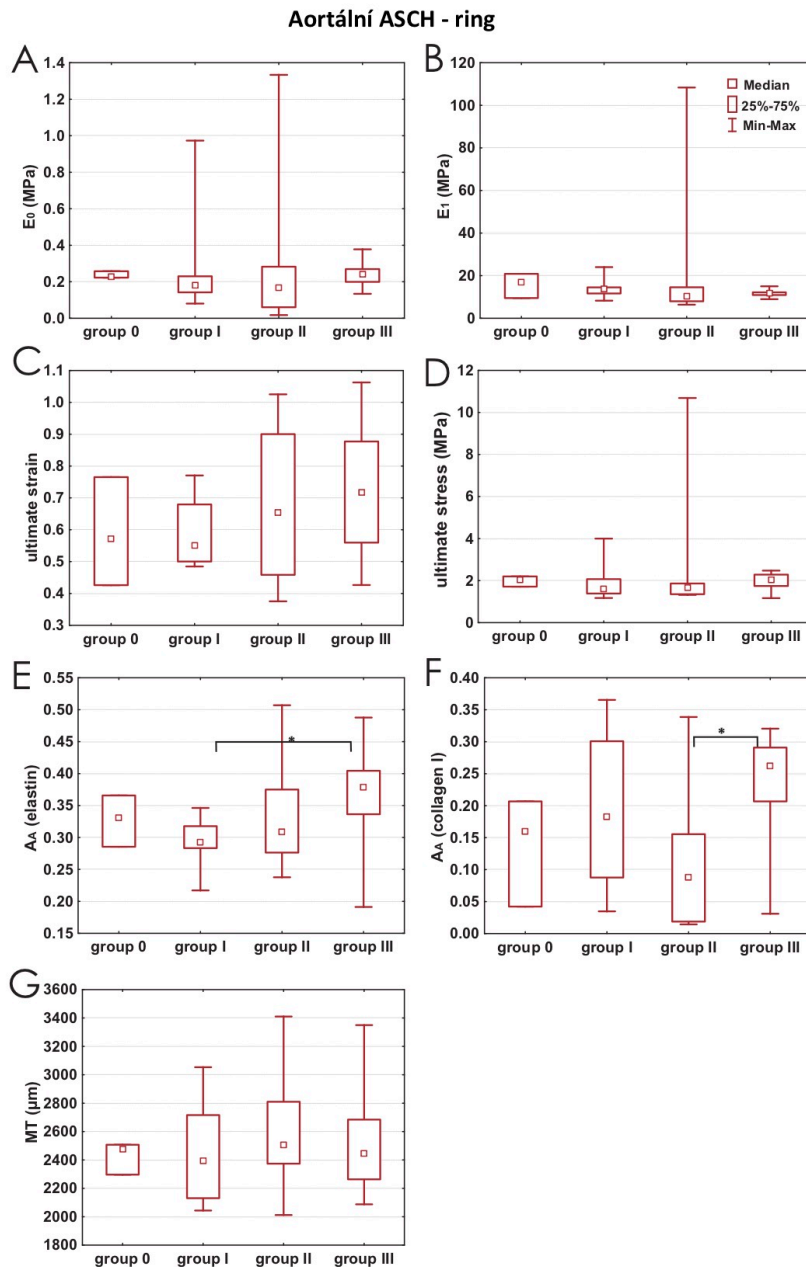 Aortální ASCH - ring
A
E0 (MPa)
1.4
1.2
1.0
0.8
0.6
0.4
0.2
0.0
group 0 group I group II group III
B
E1 (MPa)
120
100
80
60
40
20
0
Median
25%-75%
Min-Max
group 0 group I group II group III
C
ultimate strain
1.1
1.0
0.9
0.8
0.7
0.6
0.5
0.4
0.3
group 0 group I group II group III
D
ultimate stress (MPa)
12
10
8
6
4
2
0
group 0 group I group II group III
E
AA (elastin)
0.55
0.50
0.45
0.40
0.35
0.30
0.25
0.20
0.15
*
group 0 group I group II group III
F
AA (collagen I)
0.40
0.35
0.30
0.25
0.20
0.15
0.10
0.05
0.00
*
group 0 group I group II group III
G
MT (µm)
3600
3400
3200
3000
2800
2600
2400
2200
2000
1800
group 0 group I group II group III